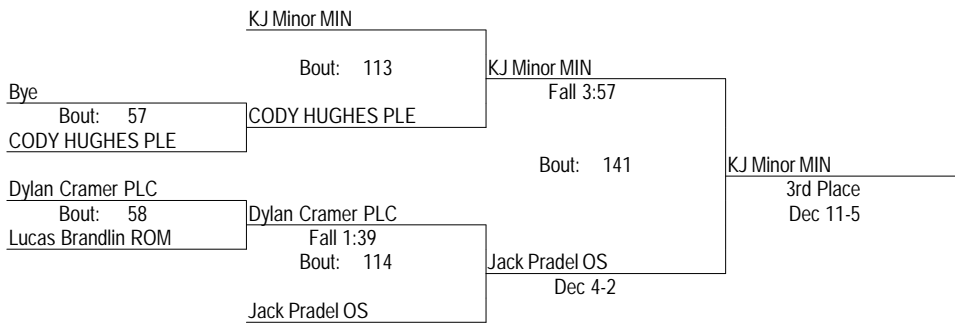 KJ Minor MIN
Bout: 113
KJ Minor MIN
Fall 3:57
Bye
Bout: 57
CODY HUGHES PLE
CODY HUGHES PLE
Bout: 141
KJ Minor MIN
3rd Place
Dec 11-5
Dylan Cramer PLC
Bout: 58
Lucas Brandlin ROM
Dylan Cramer PLC
Fall 1:39
Bout: 114
Jack Pradel OS
Dec 4-2
Jack Pradel OS